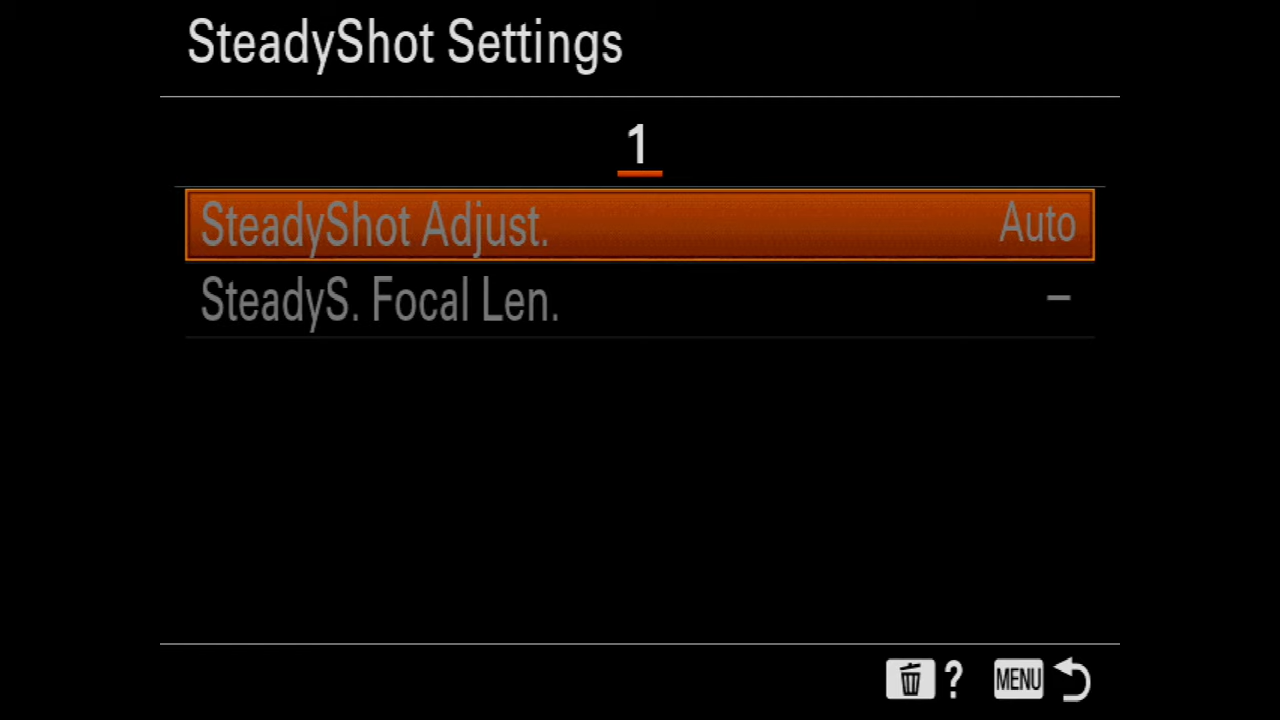 SteadyShot Settings
1
SteadyShot Adjust. Auto
SteadyS. Focal Len. –
? MENU